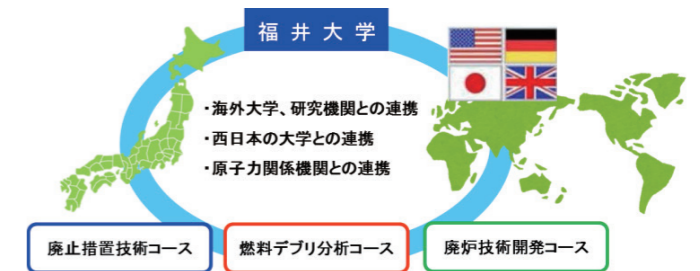 福井大学
・海外大学、研究機関との連携
・西日本の大学との連携
・原子力関係機関との連携
廃止措置技術コース
燃料デブリ分析コース
廃炉技術開発コース